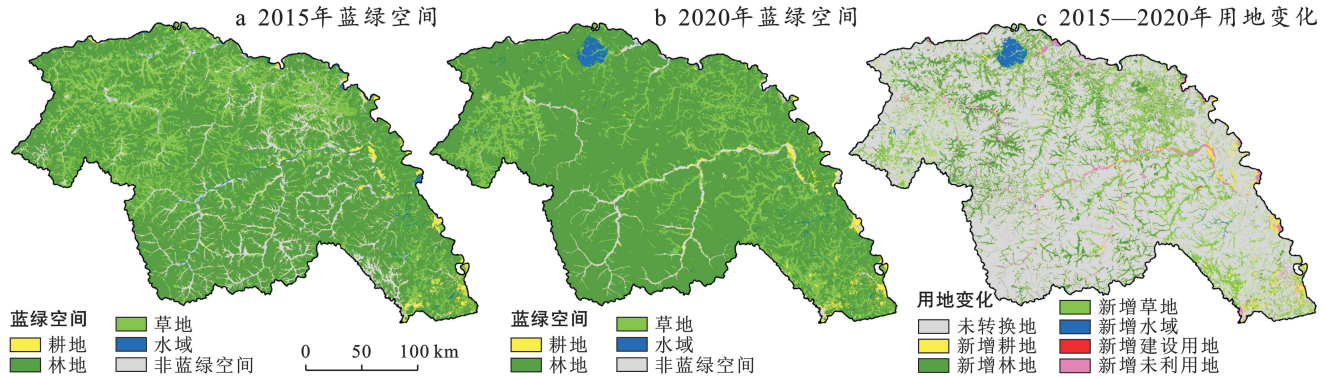 a 2015年蓝绿空间
b 2020年蓝绿空间
c 2015—2020年用地变化
蓝绿空间
草地
耕地
水域
林地
非蓝绿空间
0 50 100 km
蓝绿空间
草地
耕地
水域
林地
非蓝绿空间
用地变化
未转换地
新增耕地
新增林地
新增草地
新增水域
新增建设用地
新增未利用地